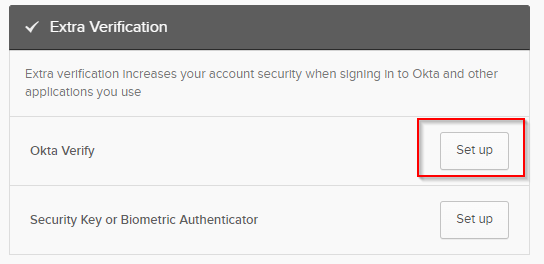 Extra Verification
Extra verification increases your account security when signing in to Okta and other
applications you use
Okta Verify
Set up
Security Key or Biometric Authenticator
Set up